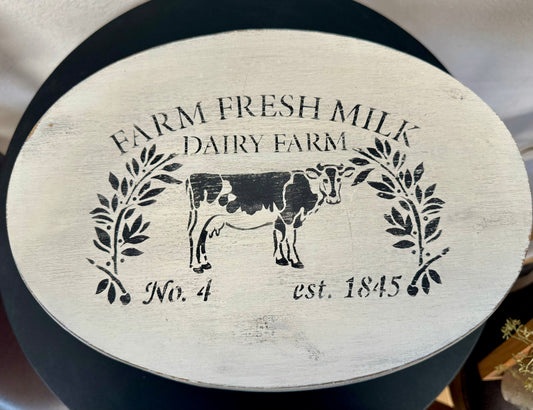 FARM FRESH MILK
DAIRY FARM
No. 4 est. 1845